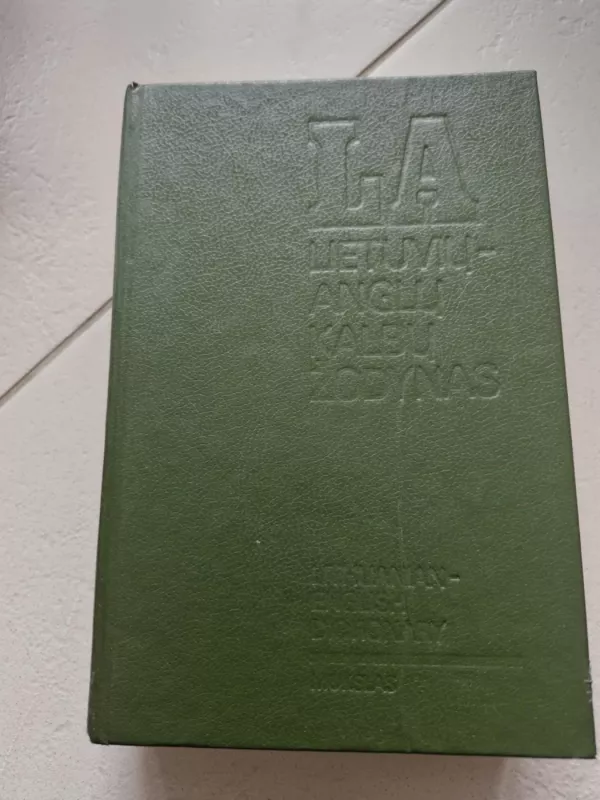 LA
LIETUVIŲ-
ANGLŲ
KALBŲ
ŽODYNAS
LITHUANIAN-
ENGLISH
DICTIONARY
MOKSLAS